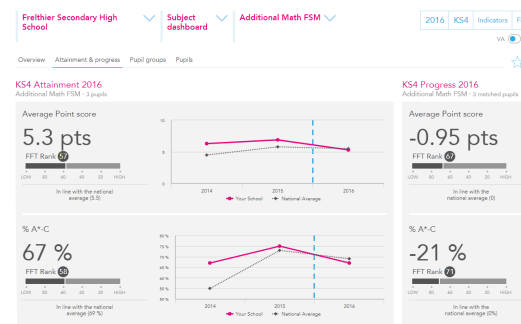 Frelthier Secondary High School
Subject dashboard
Additional Math FSM
2016 KS4 Indicators
VA
Overview Attainment & progress Pupil groups Pupils
KS4 Attainment 2016
Additional Math FSM - 3 pupils
Average Point score
5.3 pts
FFT Rank 57
LOW 80 60 40 20 HIGH
In line with the national
average (5.5)
10
5
0
2014 2015 2016
Your School National Average
% A*-C
67 %
FFT Rank 58
LOW 80 60 40 20 HIGH
In line with the national
average (69 %)
80 %
75 %
70 %
65 %
60 %
55 %
50 %
2014 2015 2016
Your School National Average
KS4 Progress 2016
Additional Math FSM - 3 matched pupils
Average Point score
-0.95 pts
FFT Rank 67
LOW 80 60 40 20 HIGH
In line with the
national average (0)
% A*-C
-21 %
FFT Rank 71
LOW 80 60 40 20 HIGH
In line with the
national average (0%)